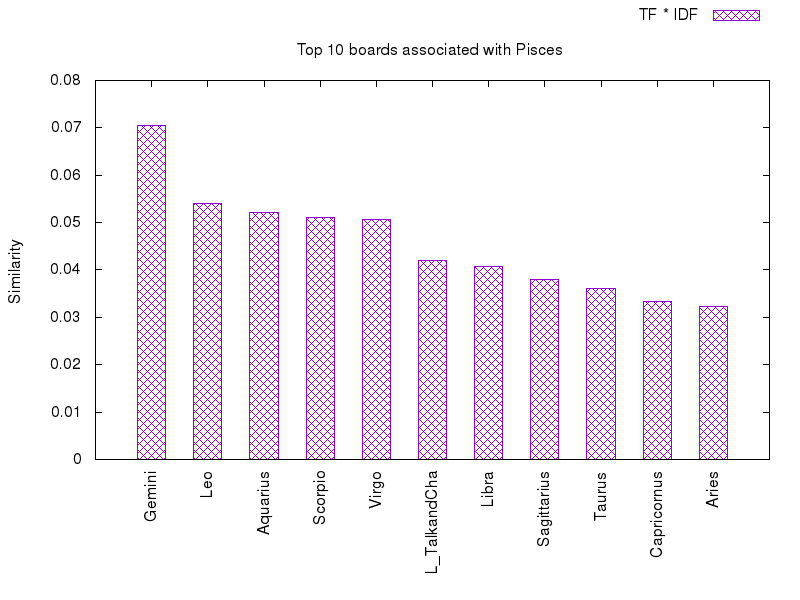 TF * IDF
Top 10 boards associated with Pisces
0.08
0.07
0.06
0.05
0.04
0.03
0.02
0.01
0
Similarity
Gemini
Leo
Aquarius
Scorpio
Virgo
L_TalkandCha
Libra
Sagittarius
Taurus
Capricornus
Aries